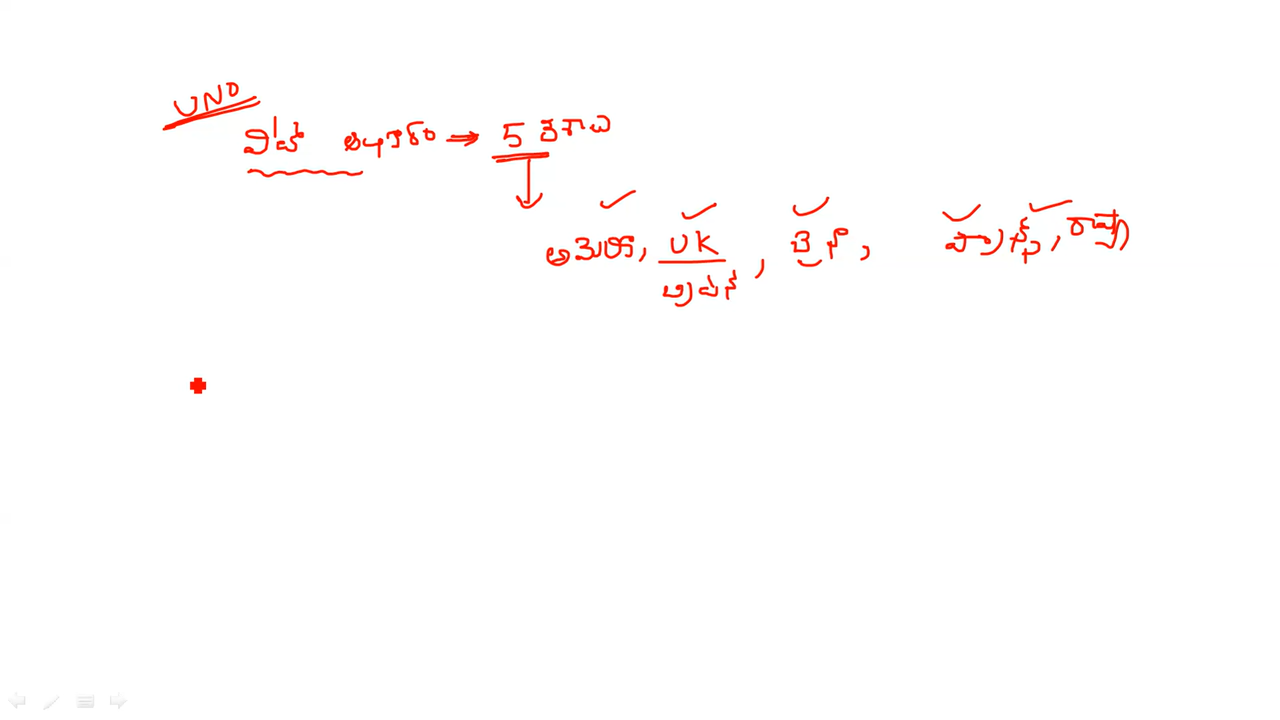 UNO
ವಿಟೋ ಅಧಿಕಾರ → 5
ಅಮೆರಿಕಾ, UK, ಚೀನ, ಫ್ರಾನ್ಸ್, ರಷ್ಯಾ
ಬ್ರಿಟನ್